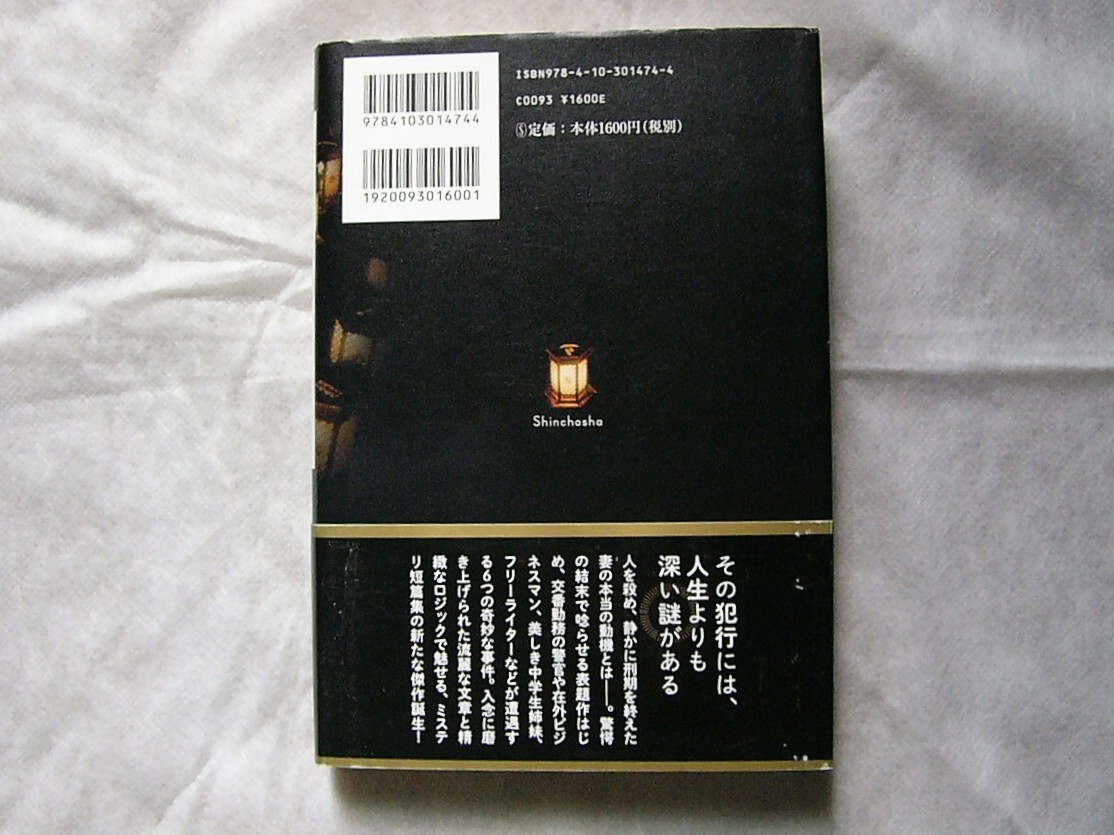 ISBN978-4-10-301474-4
C0093 ¥1600E
Ⓢ定価：本体1600円（税別）
9784103014744
1920093016001
Shinchosha
その犯行には、
人生よりも
深い謎がある
人を殺め、静かに刑期を終えた
妻の本当の動機とは――。驚愕
の結末で唸らせる表題作はじ
め、交番勤務の警官や在外ビジ
ネスマン、美しき中学生姉妹、
フリーライターなどが遭遇す
る6つの奇妙な事件。入念に磨
き上げられた流麗な文章と精
緻なロジックで魅せる、ミステ
リ短篇集の新たな傑作誕生！